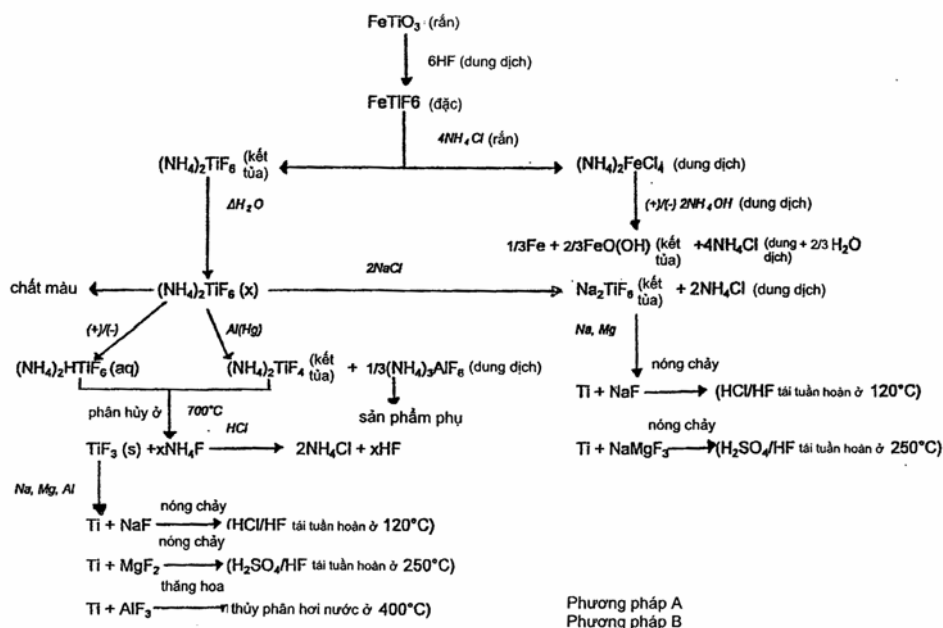 FeTiO3 (rắn)
6HF (dung dịch)
FeTiF6 (đặc)
4NH4Cl (rắn)
(NH4)2TiF6 (kết tủa)
(NH4)2FeCl4 (dung dịch)
ΔH2O
(+)/(-) 2NH4OH (dung dịch)
1/3Fe + 2/3FeO(OH) (kết tủa) +4NH4Cl (dung dịch) + 2/3 H2O
2NaCl
chất màu
(NH4)2TiF6 (x)
Na2TiF6 (kết tủa) + 2NH4Cl (dung dịch)
(+)/(-)
Al(Hg)
Na, Mg
(NH4)2HTiF6 (aq)
(NH4)2TiF4 (kết tủa) + 1/3(NH4)3AlF6 (dung dịch)
nóng chảy
Ti + NaF (HCl/HF tái tuần hoàn ở 120°C)
phân hủy ở 700°C
sản phẩm phụ
HCl
TiF3 (s) +xNH4F 2NH4Cl + xHF
nóng chảy
Ti + NaMgF3 (H2SO4/HF tái tuần hoàn ở 250°C)
Na, Mg, Al
nóng chảy
Ti + NaF (HCl/HF tái tuần hoàn ở 120°C)
nóng chảy
Ti + MgF2 (H2SO4/HF tái tuần hoàn ở 250°C)
thăng hoa
Ti + AlF3 thủy phân hơi nước ở 400°C)
Phương pháp A
Phương pháp B